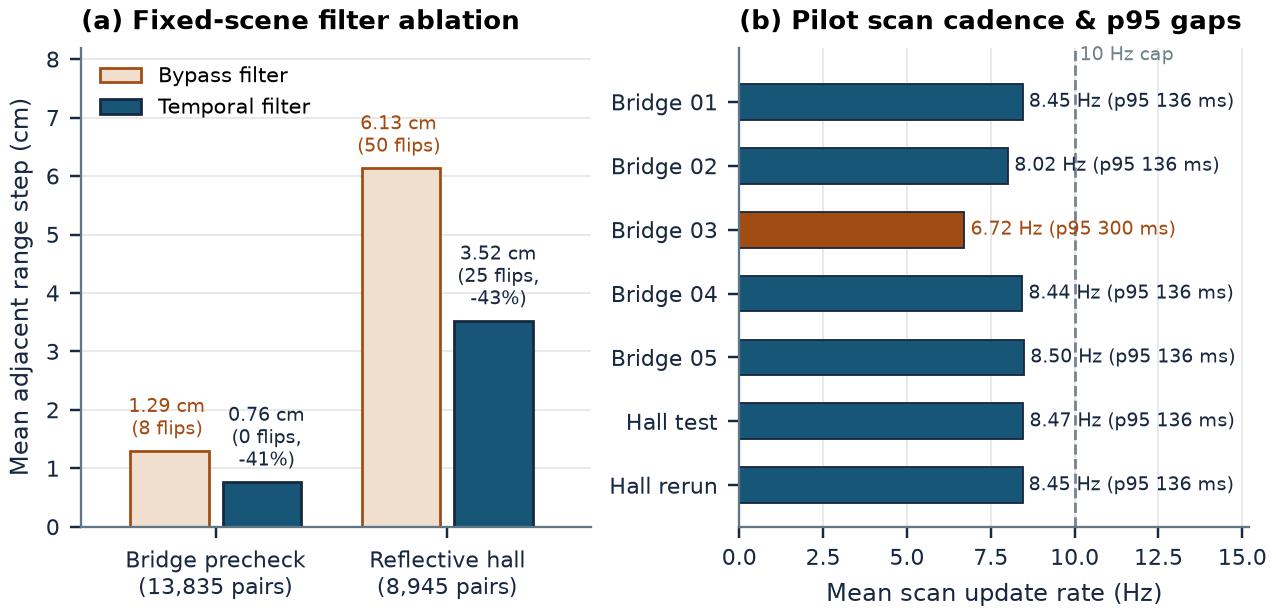 (a) Fixed-scene filter ablation
Mean adjacent range step (cm)
8
7
6
5
4
3
2
1
0
Bypass filter
Temporal filter
1.29 cm
(8 flips)
0.76 cm
(0 flips,
-41%)
6.13 cm
(50 flips)
3.52 cm
(25 flips,
-43%)
Bridge precheck
(13,835 pairs)
Reflective hall
(8,945 pairs)
(b) Pilot scan cadence & p95 gaps
10 Hz cap
Bridge 01
8.45 Hz (p95 136 ms)
Bridge 02
8.02 Hz (p95 136 ms)
Bridge 03
6.72 Hz (p95 300 ms)
Bridge 04
8.44 Hz (p95 136 ms)
Bridge 05
8.50 Hz (p95 136 ms)
Hall test
8.47 Hz (p95 136 ms)
Hall rerun
8.45 Hz (p95 136 ms)
0.0 2.5 5.0 7.5 10.0 12.5 15.0
Mean scan update rate (Hz)